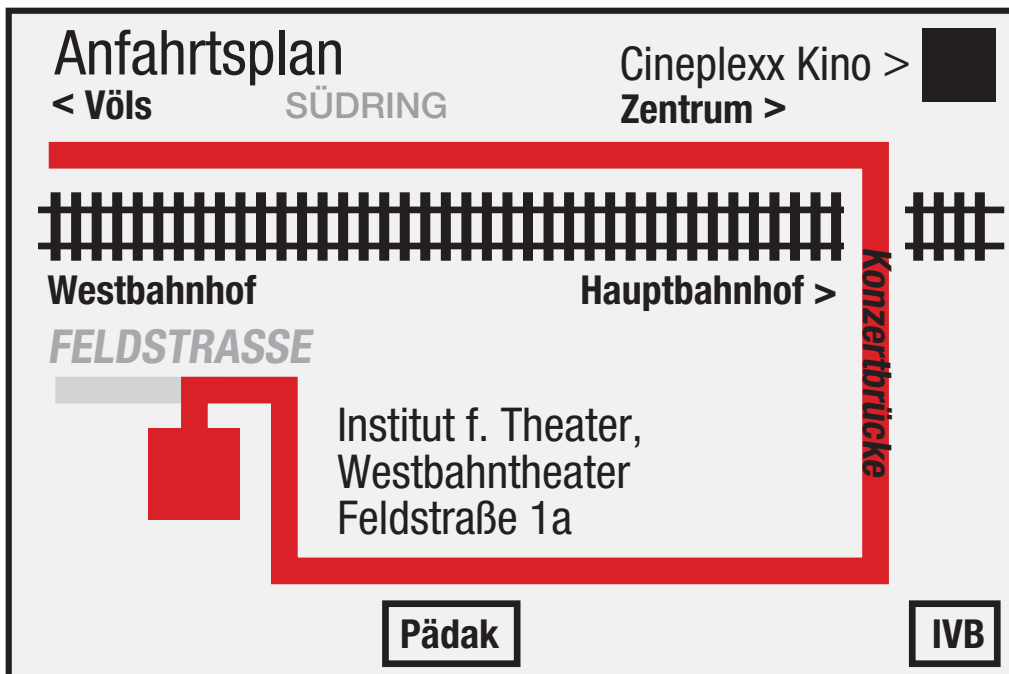 Anfahrtsplan
< Völs
SÜDRING
Cineplexx Kino >
Zentrum >
Westbahnhof
Hauptbahnhof >
Konzertbrücke
FELDSTRASSE
Institut f. Theater,
Westbahntheater
Feldstraße 1a
Pädak
IVB